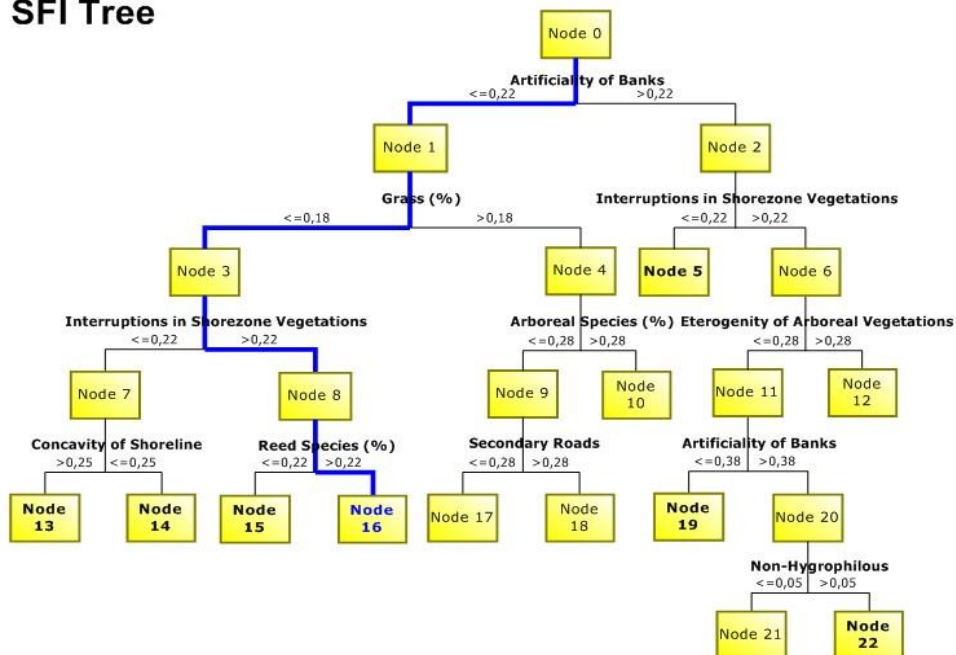 SFI Tree
Node 0
Artificiality of Banks
<=0,22 >0,22
Node 1 Node 2
Grass (%) Interruptions in Shorezone Vegetations
<=0,18 >0,18 <=0,22 >0,22
Node 3 Node 4 Node 5 Node 6
Interruptions in Shorezone Vegetations Arboreal Species (%) Eterogenity of Arboreal Vegetations
<=0,22 >0,22 <=0,28 >0,28 <=0,28 >0,28
Node 7 Node 8 Node 9 Node 10 Node 11 Node 12
Concavity of Shoreline Reed Species (%) Secondary Roads Artificiality of Banks
>0,25 <=0,25 <=0,22 >0,22 <=0,28 >0,28 <=0,38 >0,38
Node 13 Node 14 Node 15 Node 16 Node 17 Node 18 Node 19 Node 20
Non-Hygrophilous
<=0,05 >0,05
Node 21 Node 22